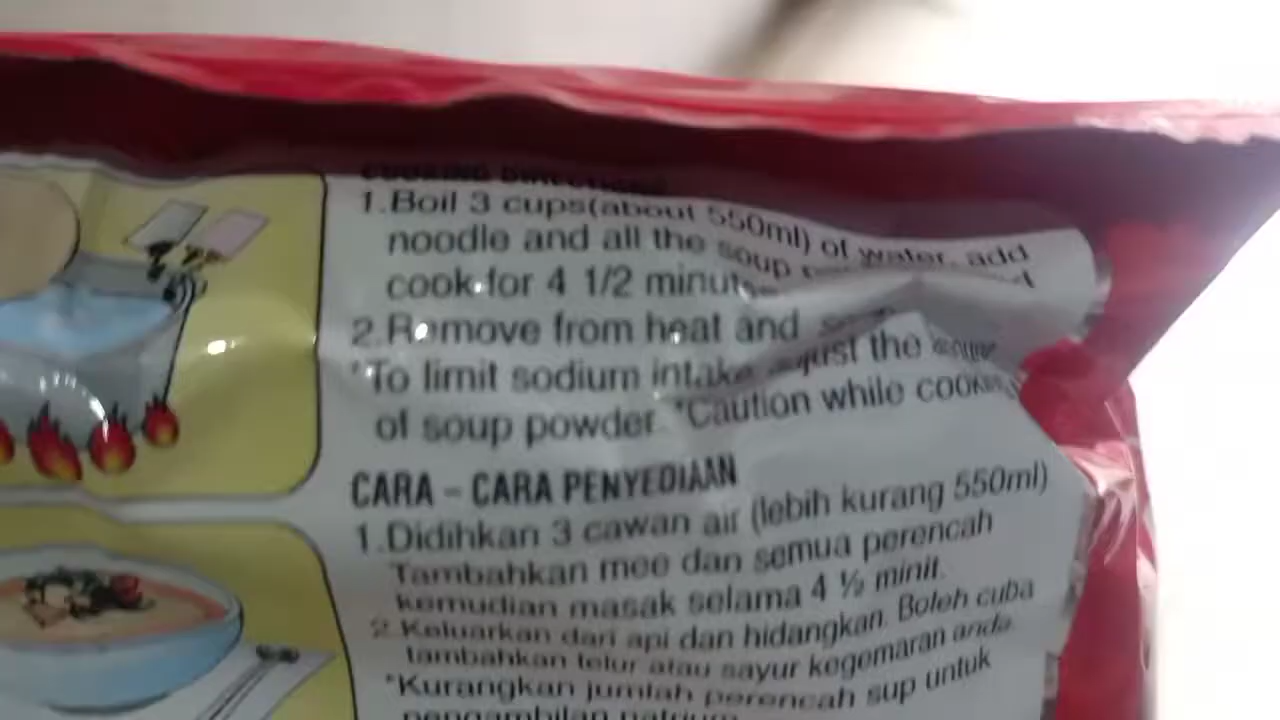 COOKING DIRECTIONS
1.Boil 3 cups(about 550ml) of water, add
noodle and all the soup
cook for 4 1/2
2.Remove from heat and
*To limit sodium intake adjust the
of soup powder. *Caution while cooking
CARA - CARA PENYEDIAAN
1.Didihkan 3 cawan air (lebih kurang 550ml)
Tambahkan mee dan semua perencah
kemudian masak selama 4 ½ minit.
2.Keluarkan dari api dan hidangkan. Boleh cuba
tambahkan telur atau sayur kegemaran anda.
*Kurangkan jumlah perencah sup untuk
pengambilan natrium.